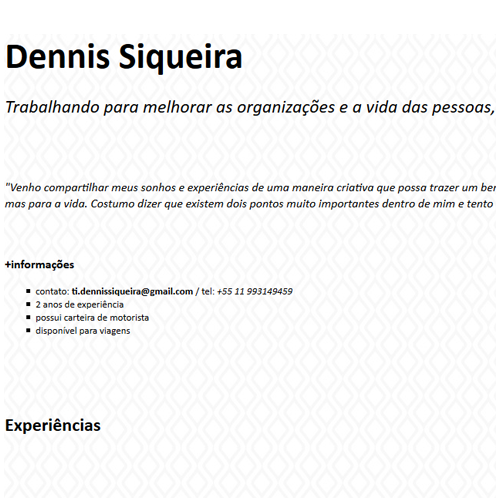 Dennis Siqueira
Trabalhando para melhorar as organizações e a vida das pessoas,
"Venho compartilhar meus sonhos e experiências de uma maneira criativa que possa trazer um
mas para a vida. Costumo dizer que existem dois pontos muito importantes dentro de mim e tento
+informações
contato: ti.dennissiqueira@gmail.com / tel: +55 11 993149459
2 anos de experiência
possui carteira de motorista
disponível para viagens
Experiências